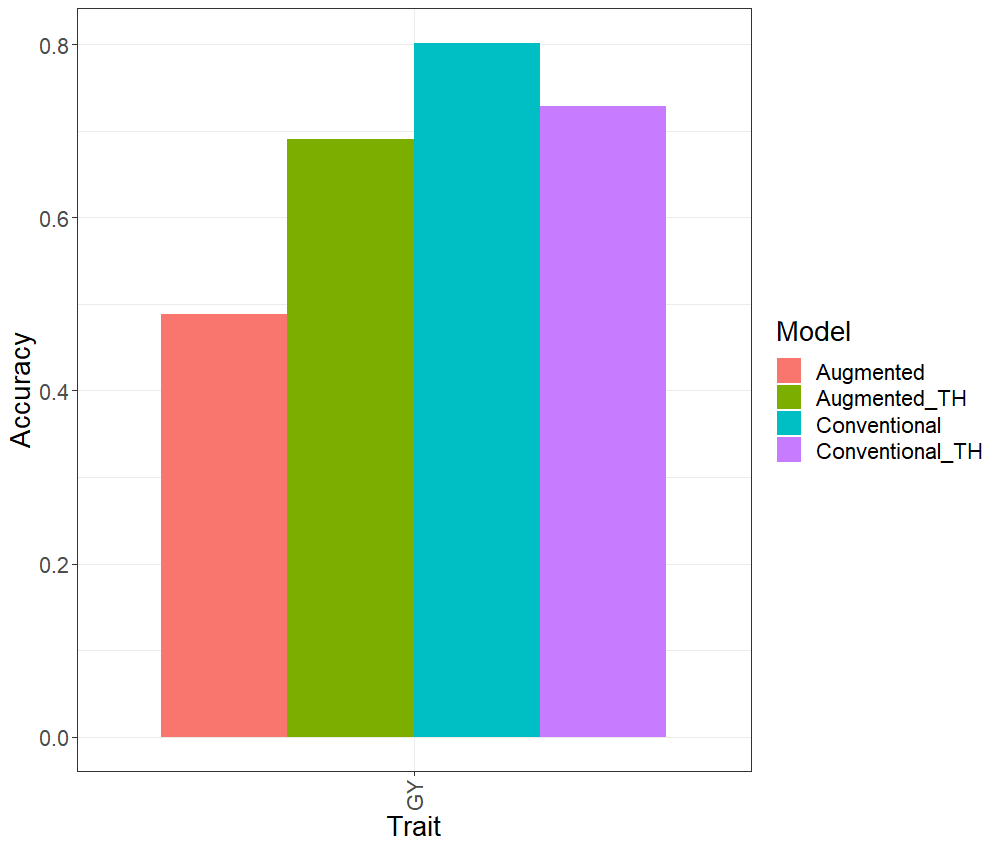 0.8
0.6
0.4
0.2
0.0
Accuracy
GY
Trait
Model
Augmented
Augmented_TH
Conventional
Conventional_TH